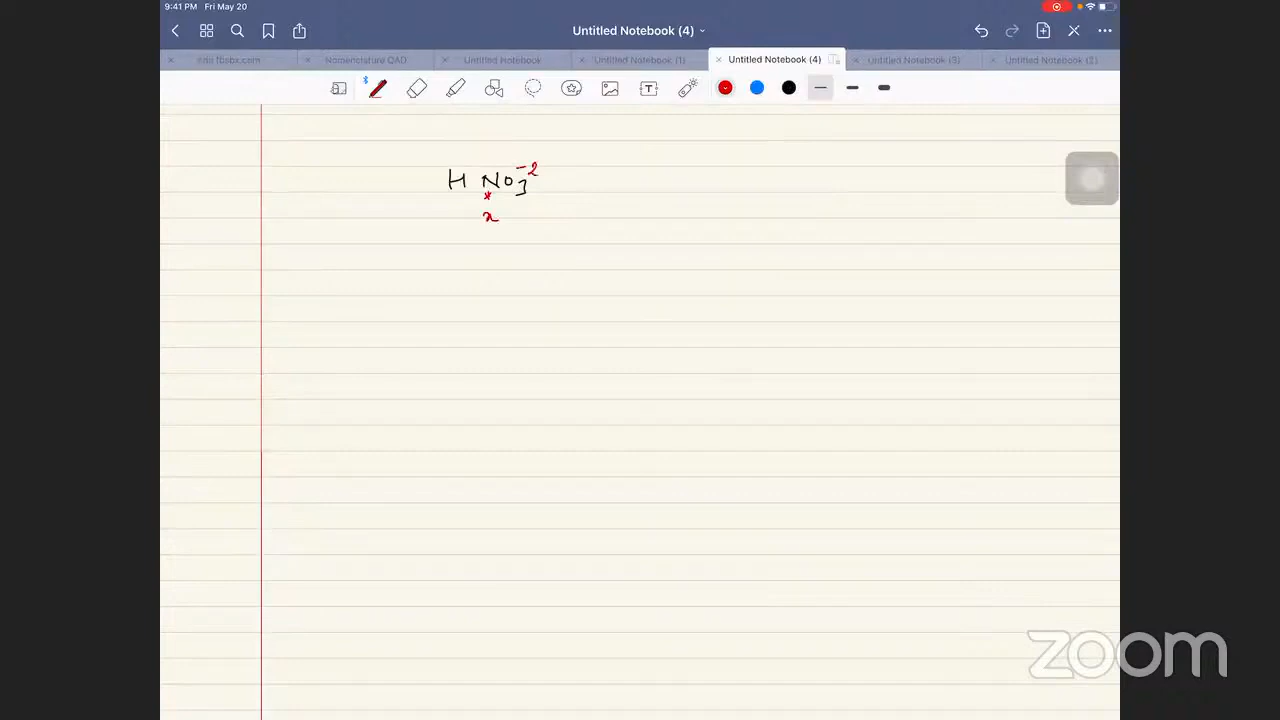 9:41 PM Fri May 20
Untitled Notebook (4)
Nomenclature QAD
Untitled Notebook
Untitled Notebook (1)
Untitled Notebook (4)
Untitled Notebook (3)
Untitled Notebook (2)
T
H NO3 -2
*
x
zoom